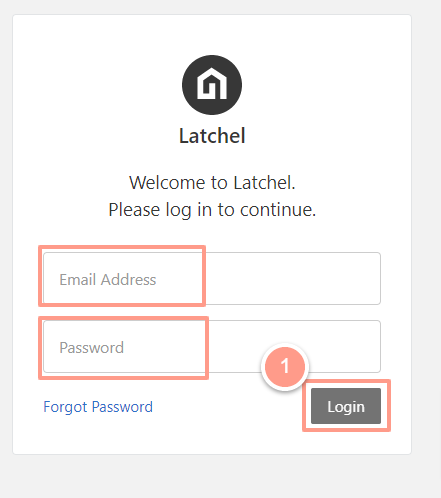 Latchel
Welcome to Latchel.
Please log in to continue.
Email Address
Password
1
Forgot Password
Login